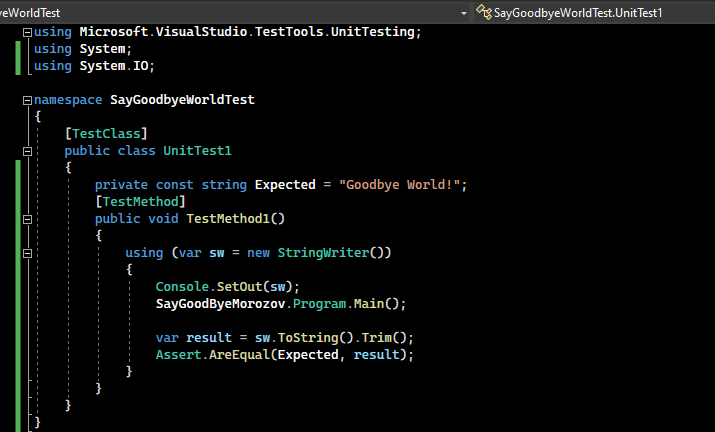 eWorldTest SayGoodbyeWorldTest.UnitTest1
using Microsoft.VisualStudio.TestTools.UnitTesting;
using System;
using System.IO;
namespace SayGoodbyeWorldTest
{
[TestClass]
public class UnitTest1
{
private const string Expected = "Goodbye World!";
[TestMethod]
public void TestMethod1()
{
using (var sw = new StringWriter())
{
Console.SetOut(sw);
SayGoodByeMorozov.Program.Main();
var result = sw.ToString().Trim();
Assert.AreEqual(Expected, result);
}
}
}
}